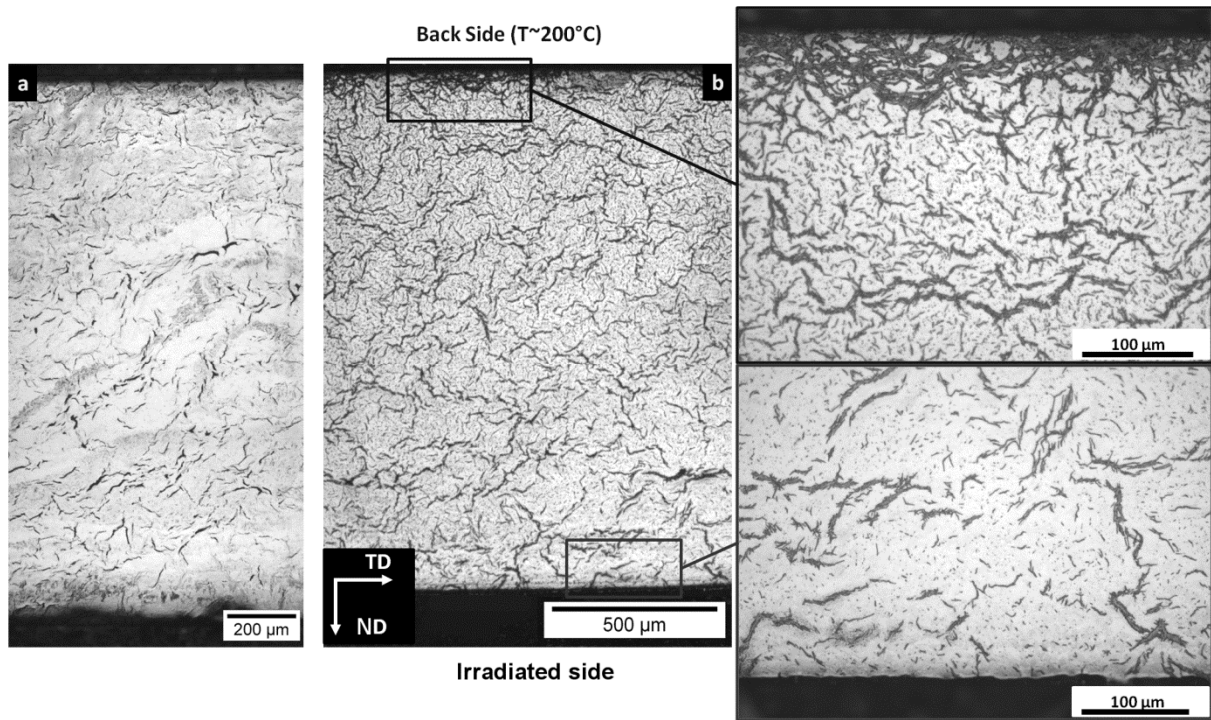 Back Side (T~200°C)
a
b
100 µm
TD
ND
200 µm
500 µm
100 µm
Irradiated side